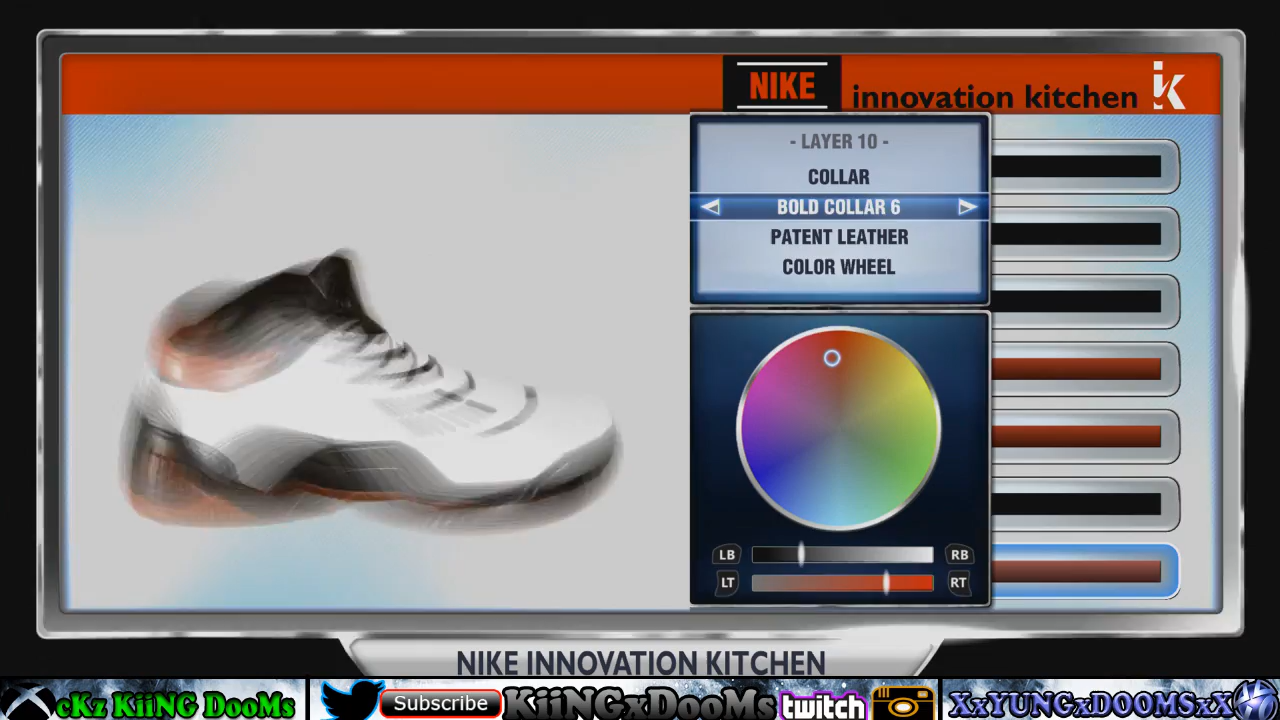 NIKE innovation kitchen ik
- LAYER 10 -
COLLAR
BOLD COLLAR 6
PATENT LEATHER
COLOR WHEEL
LB RB
LT RT
NIKE INNOVATION KITCHEN
cKz KiiNG DooMs Subscribe KiiNGxDooMs twitch XxYUNGxDOOMSxX